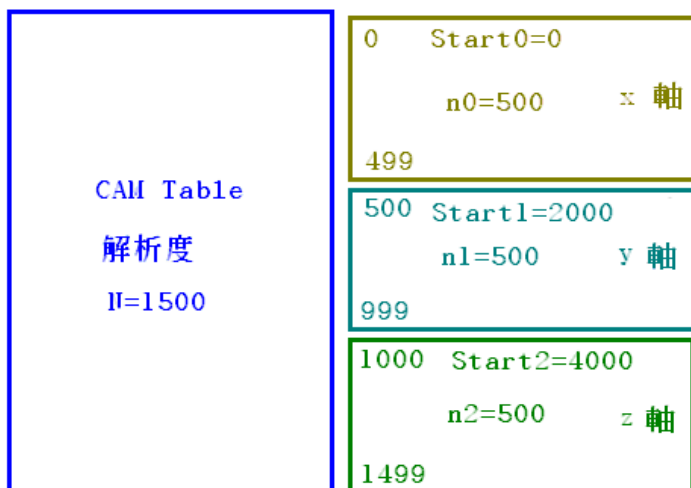 CAM Table
解析度
N=1500
0 Start0=0
n0=500 x 軸
499
500 Start1=2000
n1=500 y 軸
999
1000 Start2=4000
n2=500 z 軸
1499